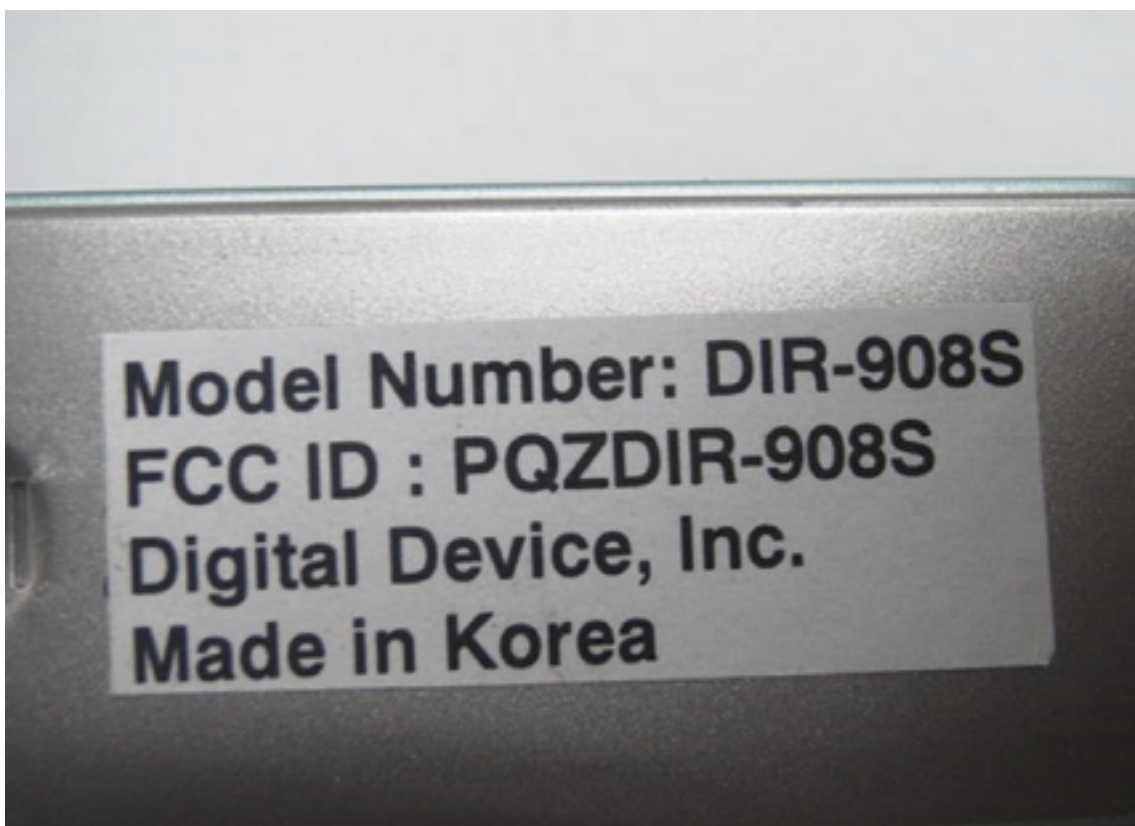 Model Number: DIR-908S
FCC ID : PQZDIR-908S
Digital Device, Inc.
Made in Korea